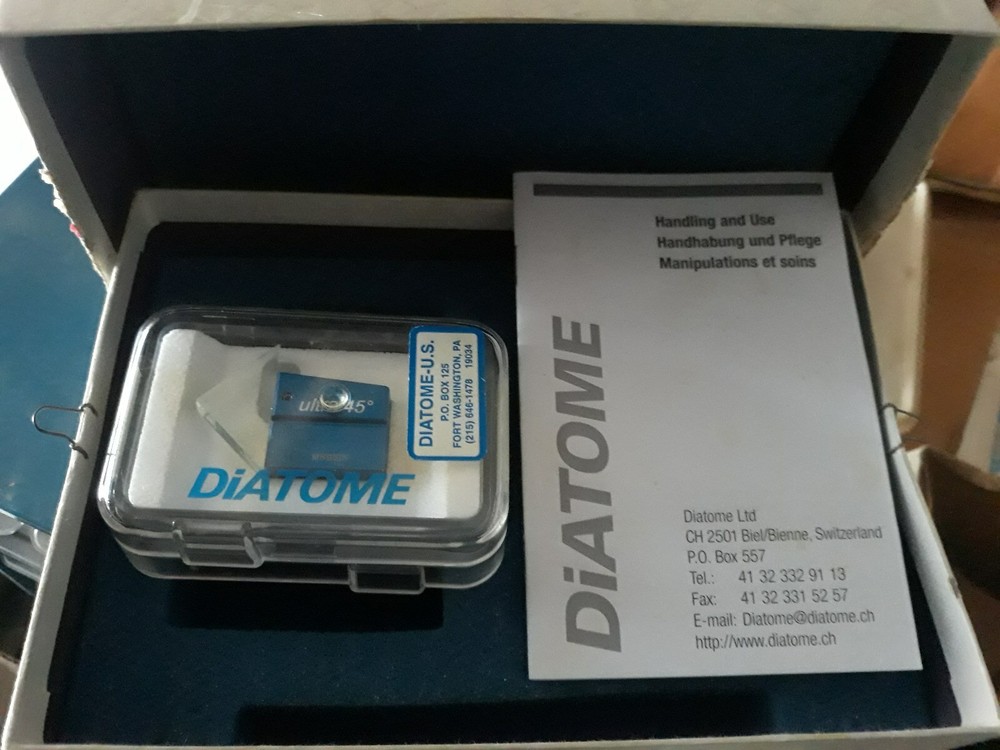 ultra 45°
DiATOME
DIATOME-U.S.
P.O. BOX 125
FORT WASHINGTON, PA
(215) 646-1478 19034
Handling and Use
Handhabung und Pflege
Manipulations et soins
DiATOME
Diatome Ltd
CH 2501 Biel/Bienne, Switzerland
P.O. Box 557
Tel.: 41 32 332 91 13
Fax: 41 32 331 52 57
E-mail: Diatome@diatome.ch
http://www.diatome.ch